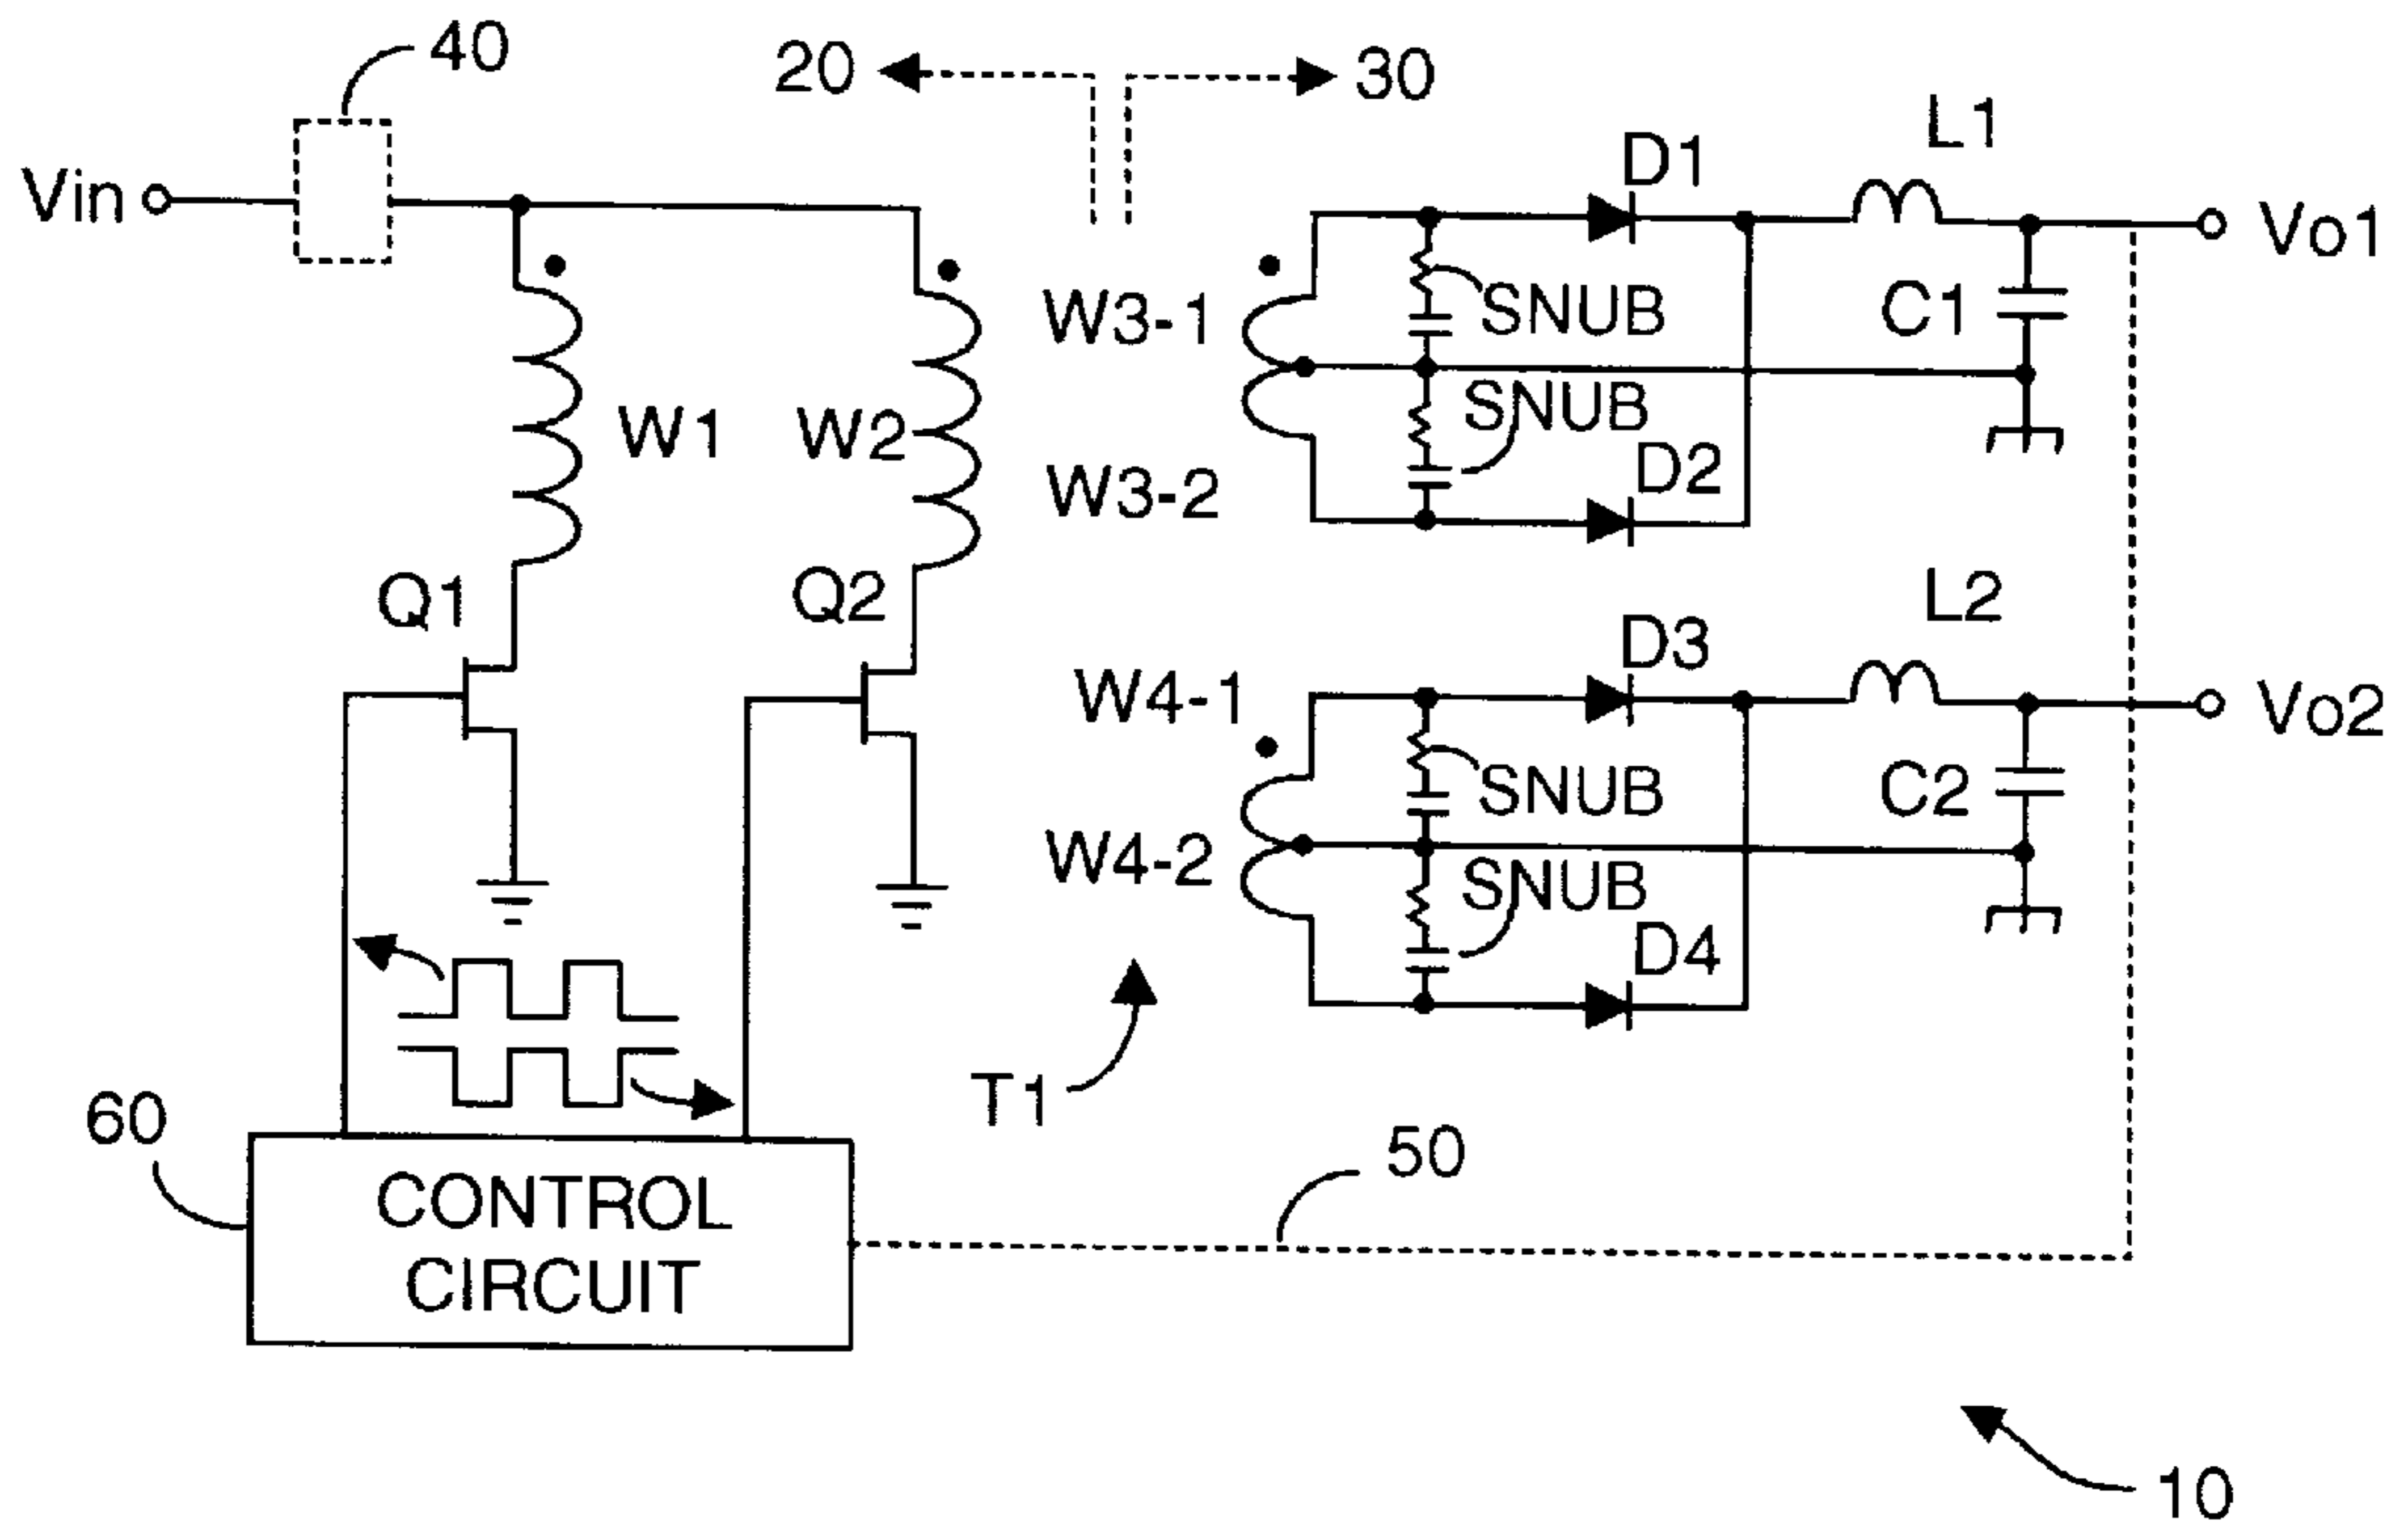 40
20
30
Vin
D1
L1
Vo1
W3-1
SNUB
C1
SNUB
W1
W2
D2
W3-2
Q1
Q2
L2
D3
W4-1
Vo2
SNUB
C2
W4-2
SNUB
D4
T1
60
50
CONTROL
CIRCUIT
10